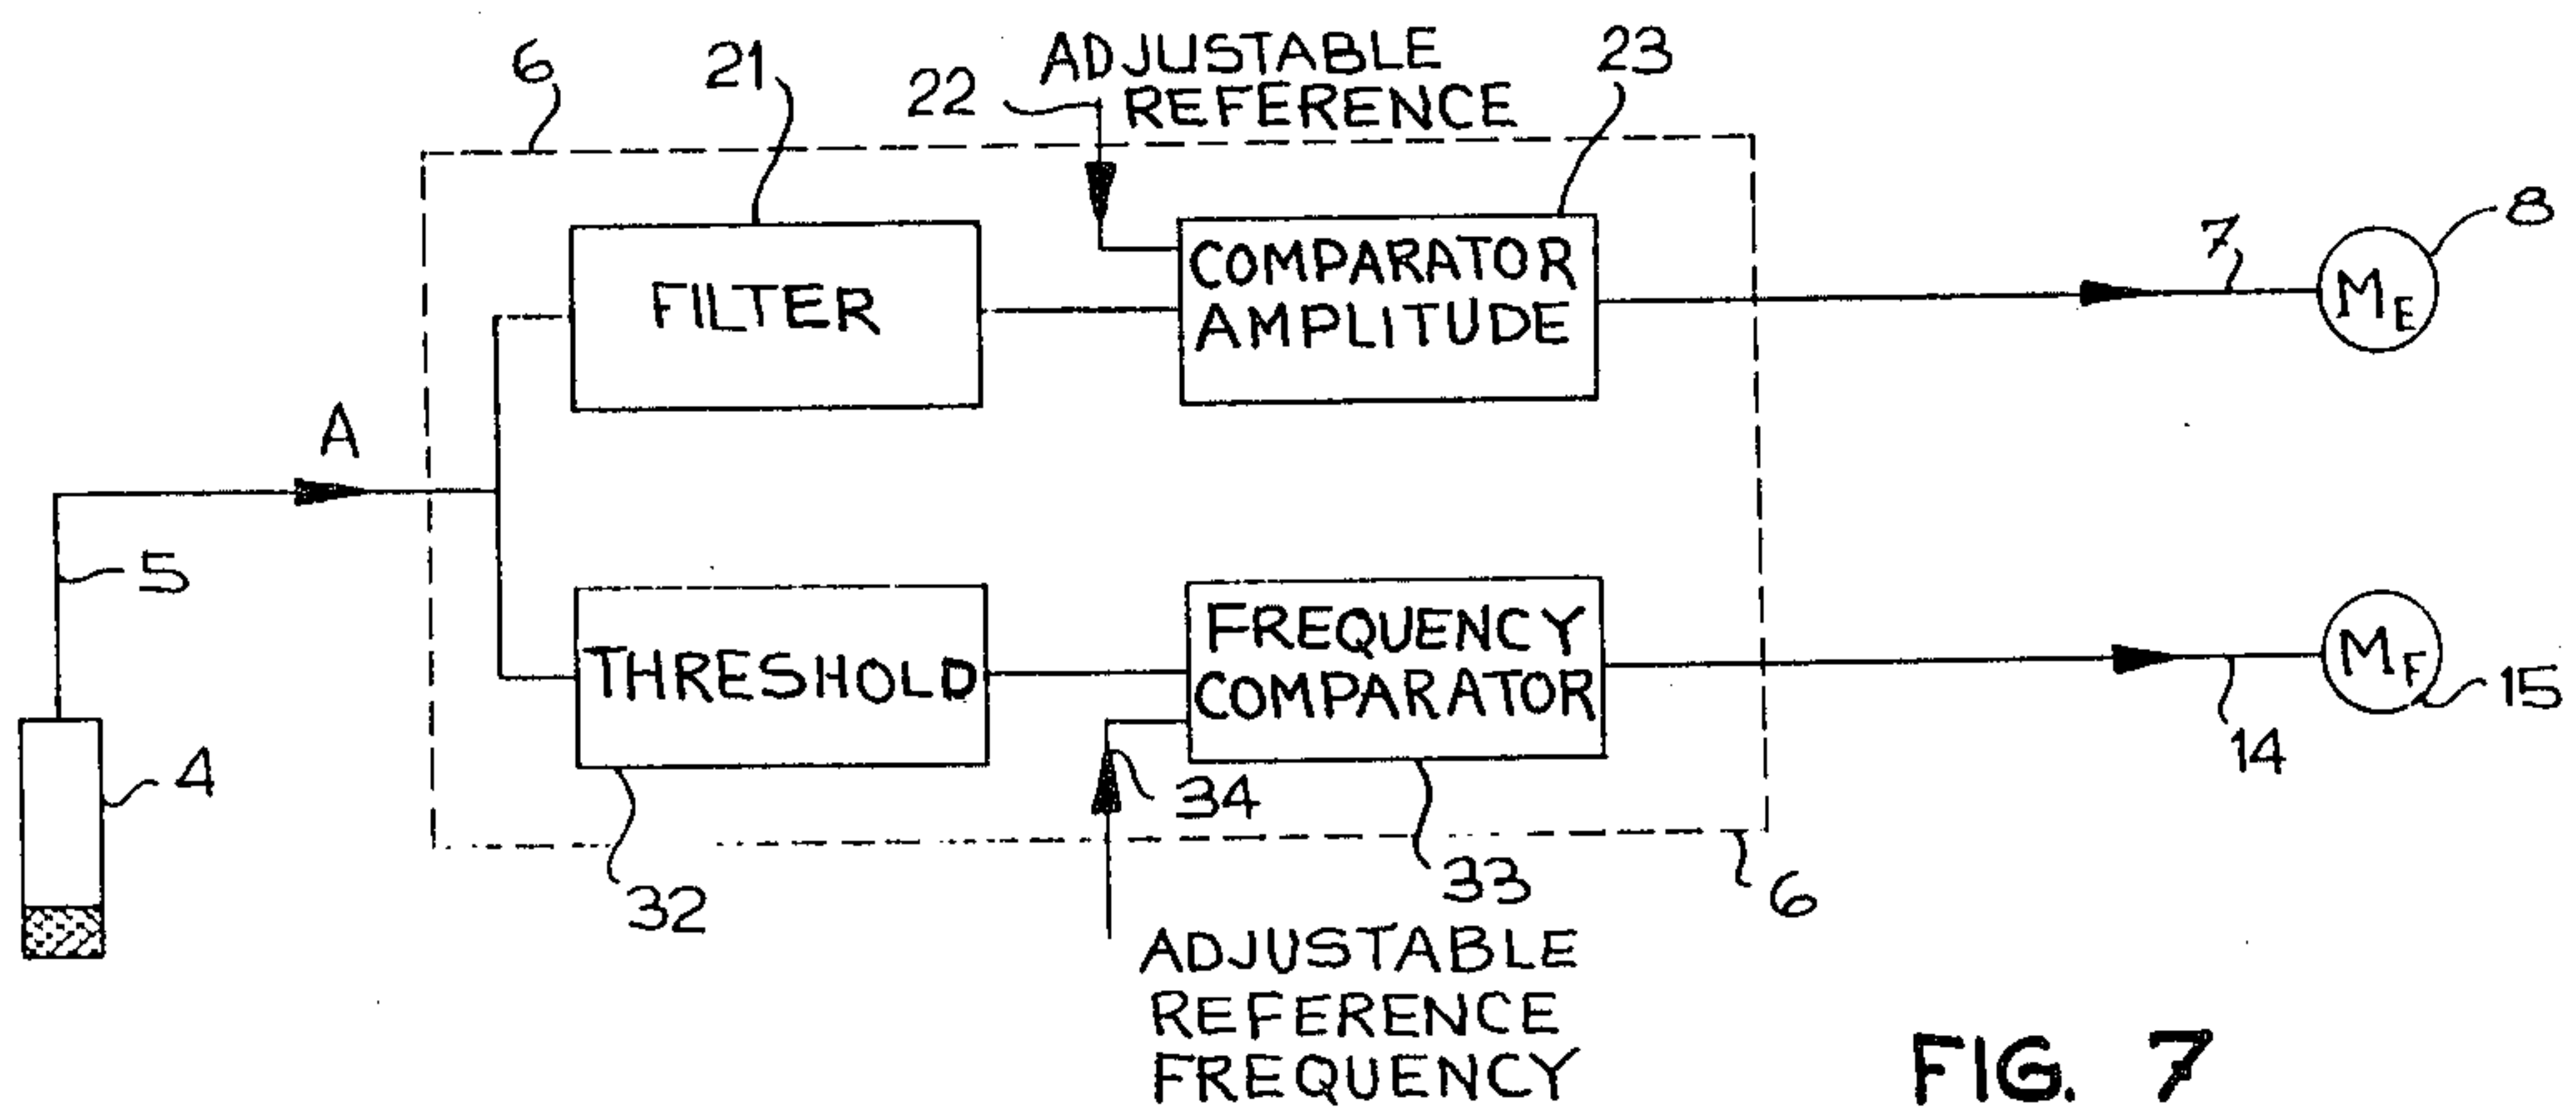 6
21
22
ADJUSTABLE
REFERENCE
23
FILTER
COMPARATOR
AMPLITUDE
7
8
ME
A
5
4
THRESHOLD
FREQUENCY
COMPARATOR
MF
15
14
34
32
33
6
ADJUSTABLE
REFERENCE
FREQUENCY
FIG. 7